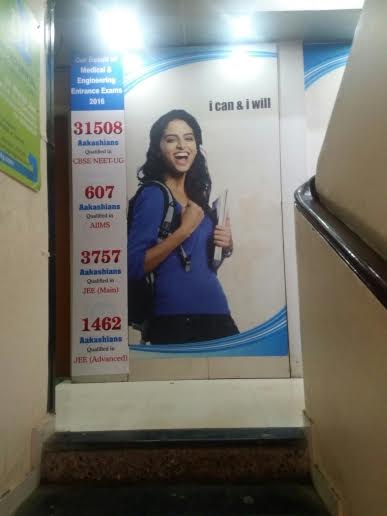 Our Result in
Medical &
Engineering
Entrance Exams
2016
31508
Aakashians
Qualified in
CBSE NEET-UG
607
Aakashians
Qualified in
AIIMS
3757
Aakashians
Qualified in
JEE (Main)
1462
Aakashians
Qualified in
JEE (Advanced)
i can & i will